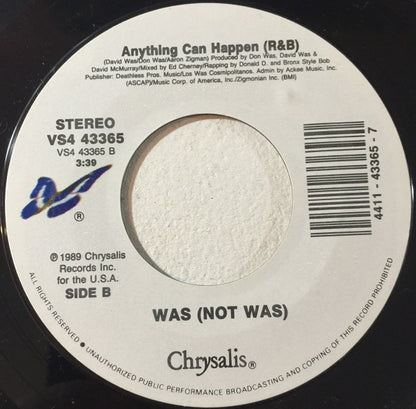 Anything Can Happen (R&B)
(David Was/Don Was/Aaron Zigman) Produced by Don Was, David Was &
David McMurray/Mixed by Ed Cherney/Rapping by Donald D. and Bronx Style Bob
Publisher: Deathless Pros. Music/Los Was Cosmipolitanos. Admin by Ackee Music, Inc.
(ASCAP)/Music Corp. of America, Inc./Zigmonian Inc. (BMI)
STEREO
VS4 43365
VS4 43365 B
3:39
®
4411 - 43365 - 7
℗ 1989 Chrysalis
Records Inc.
for the U.S.A.
SIDE B
WAS (NOT WAS)
Chrysalis®
ALL RIGHTS RESERVED • UNAUTHORIZED PUBLIC PERFORMANCE BROADCASTING AND COPYING OF THIS RECORD PROHIBITED